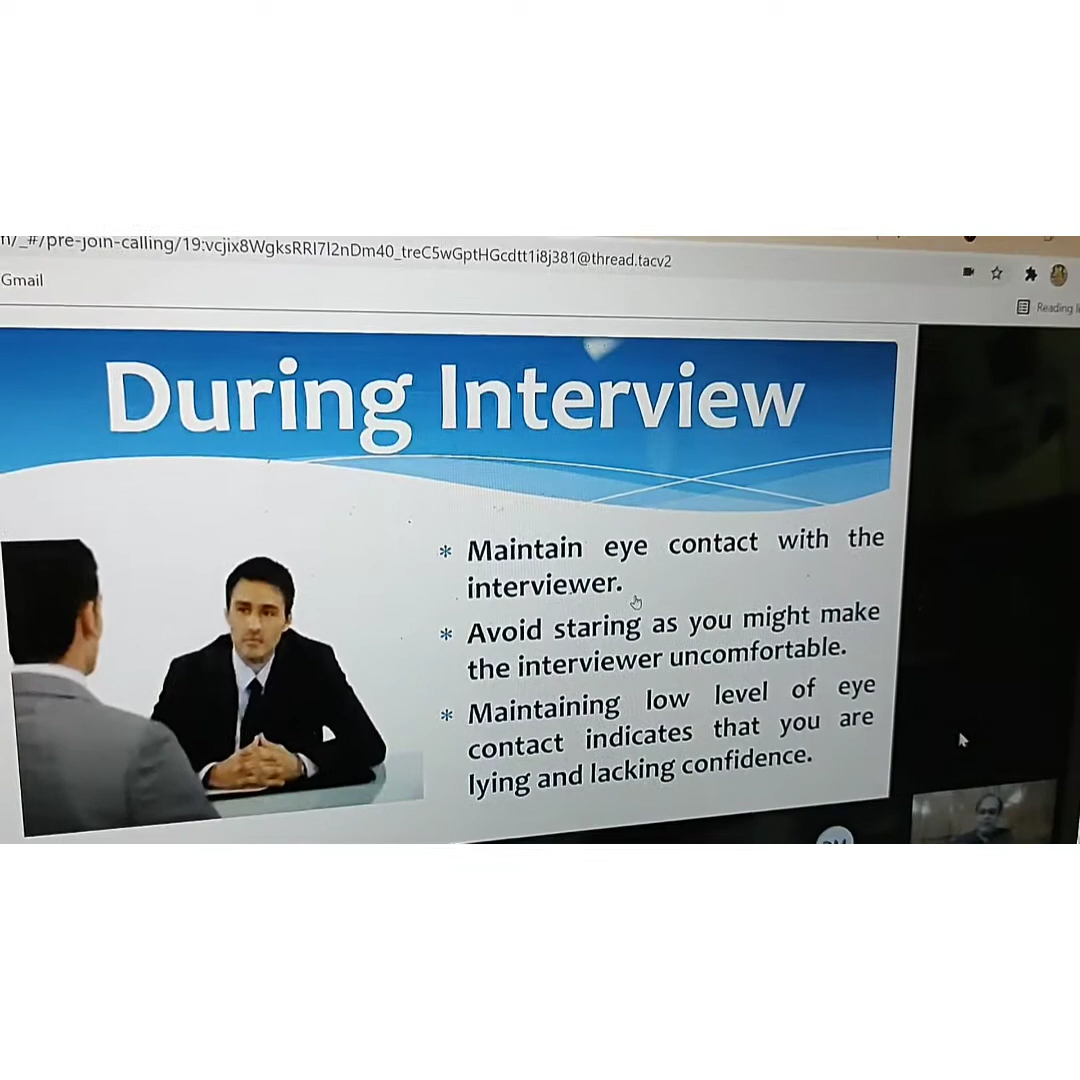 n/_#/pre-join-calling/19:vcjix8WgksRRI7I2nDm40_treC5wGptHGcdtt1i8j381@thread.tacv2
Gmail
Reading
During Interview
* Maintain eye contact with the
interviewer.
* Avoid staring as you might make
the interviewer uncomfortable.
* Maintaining low level of eye
contact indicates that you are
lying and lacking confidence.